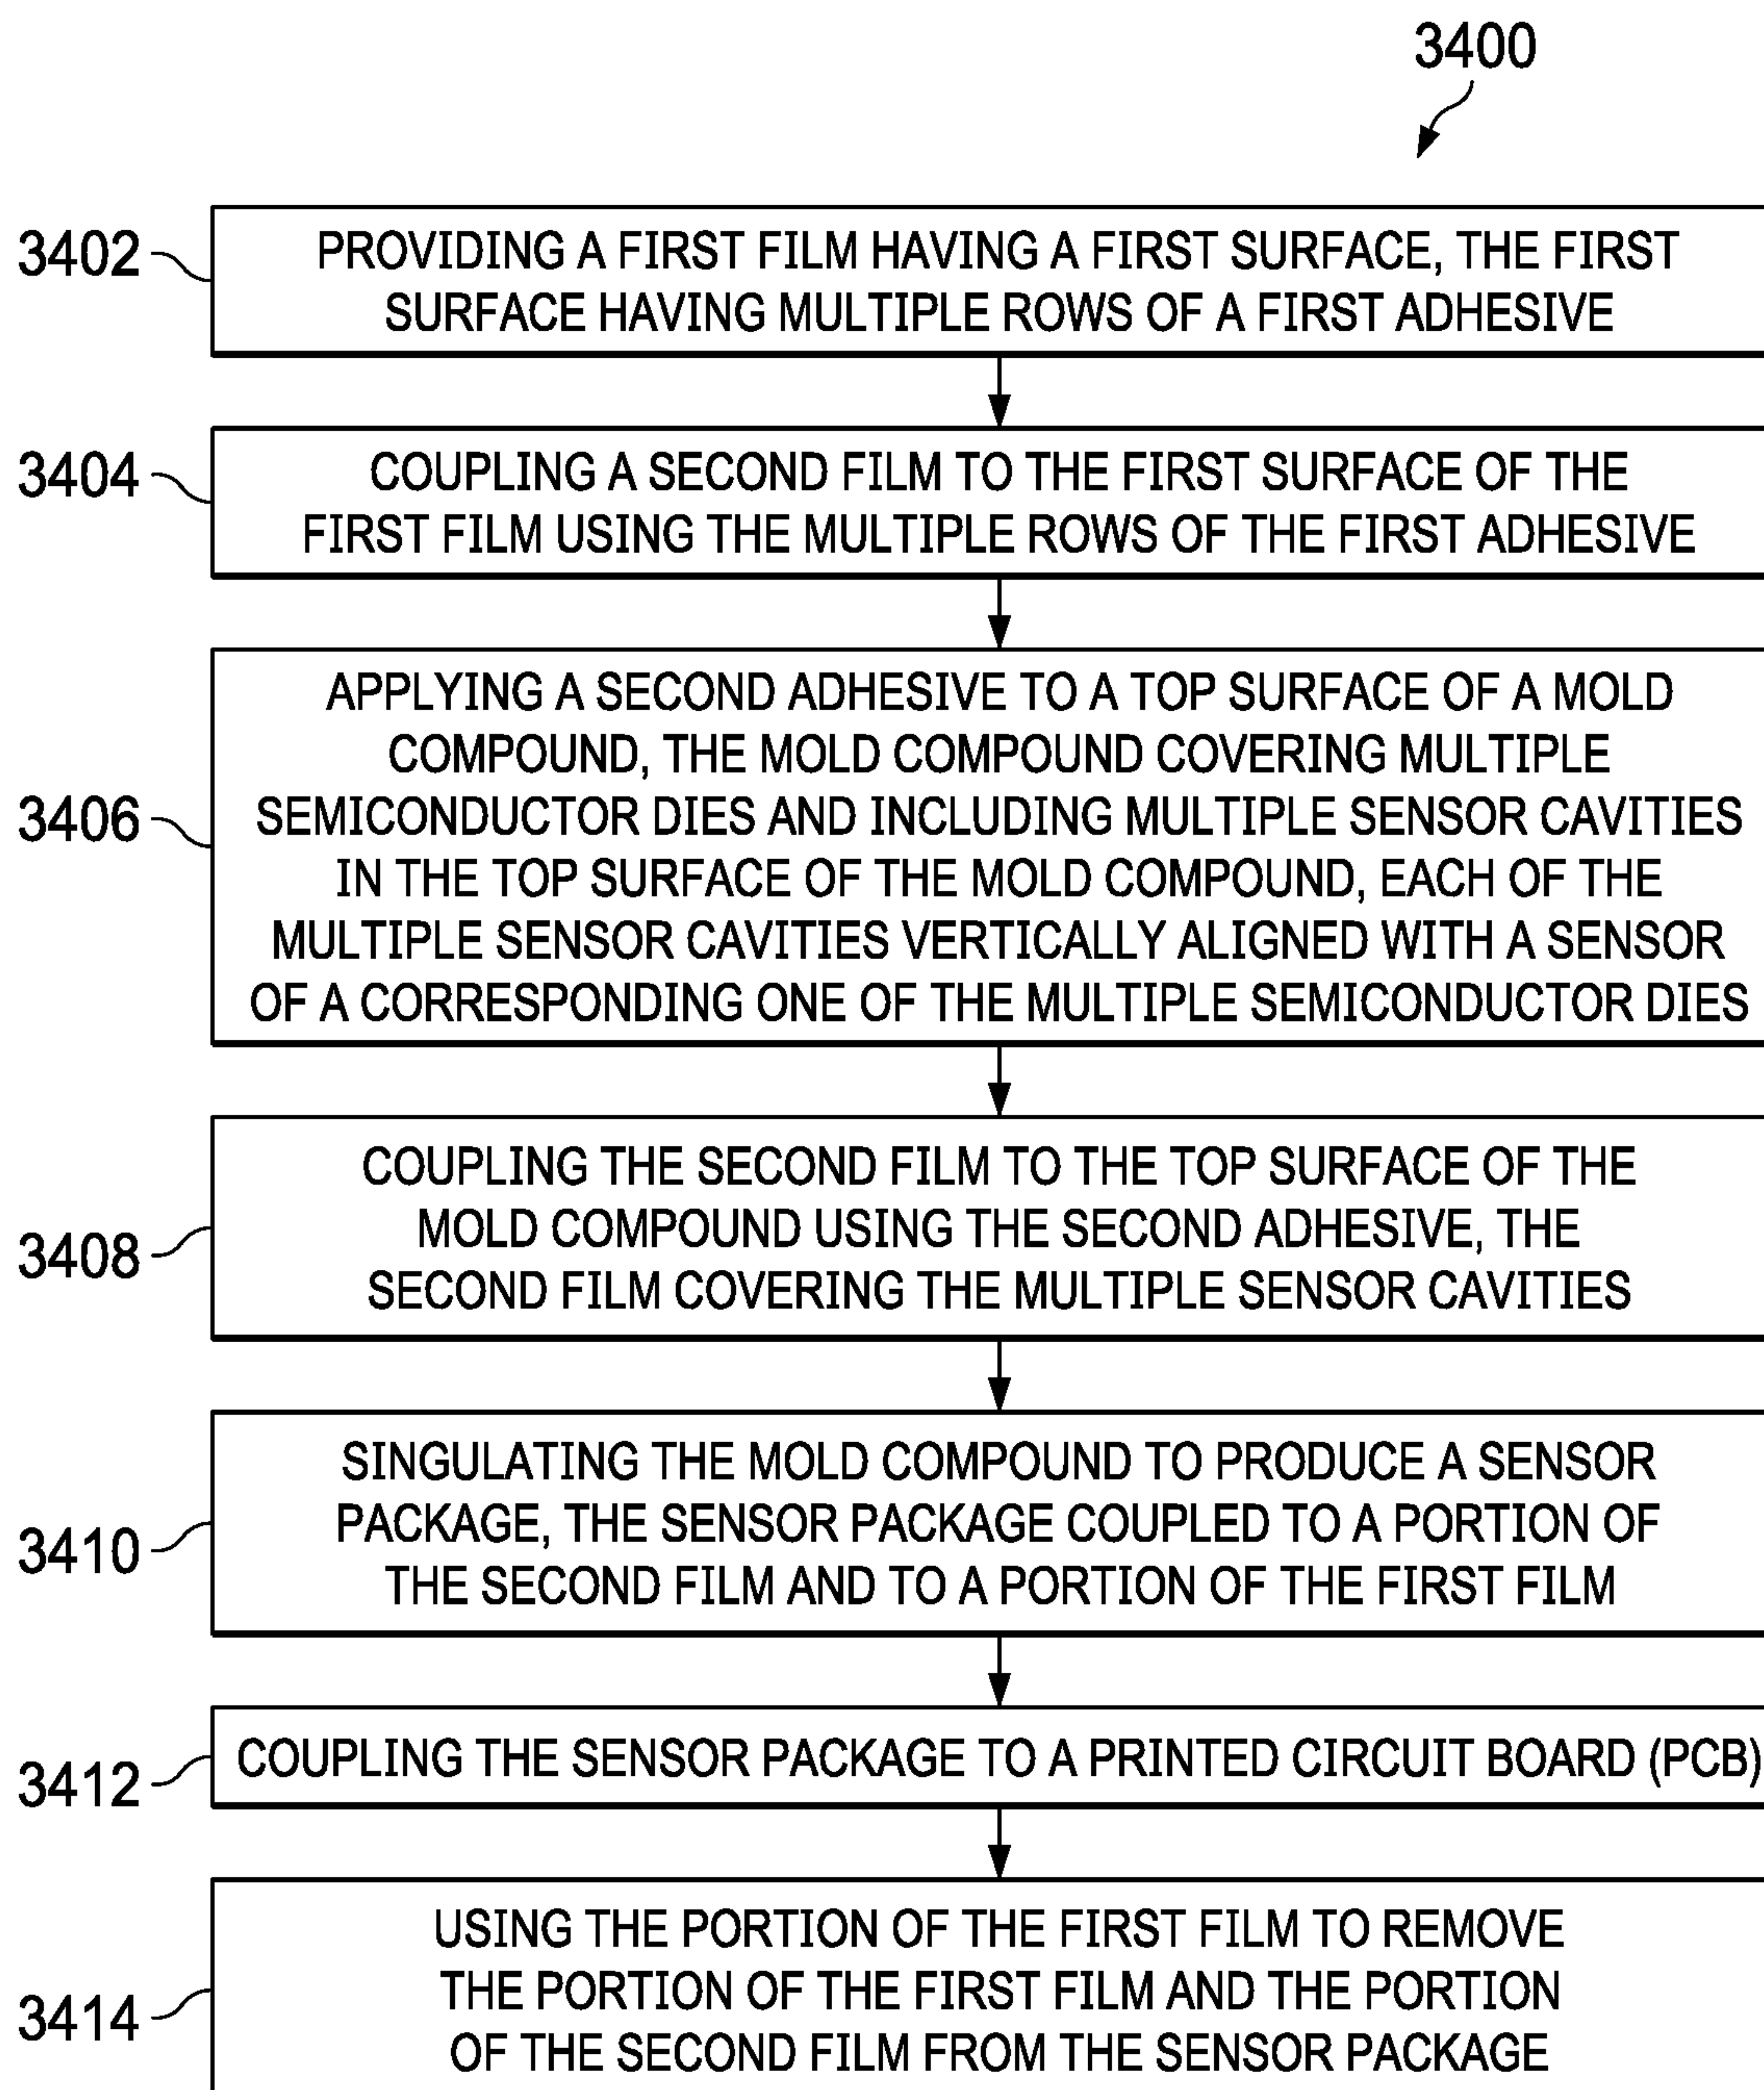 3400
3402
PROVIDING A FIRST FILM HAVING A FIRST SURFACE, THE FIRST
SURFACE HAVING MULTIPLE ROWS OF A FIRST ADHESIVE
3404
COUPLING A SECOND FILM TO THE FIRST SURFACE OF THE
FIRST FILM USING THE MULTIPLE ROWS OF THE FIRST ADHESIVE
3406
APPLYING A SECOND ADHESIVE TO A TOP SURFACE OF A MOLD
COMPOUND, THE MOLD COMPOUND COVERING MULTIPLE
SEMICONDUCTOR DIES AND INCLUDING MULTIPLE SENSOR CAVITIES
IN THE TOP SURFACE OF THE MOLD COMPOUND, EACH OF THE
MULTIPLE SENSOR CAVITIES VERTICALLY ALIGNED WITH A SENSOR
OF A CORRESPONDING ONE OF THE MULTIPLE SEMICONDUCTOR DIES
3408
COUPLING THE SECOND FILM TO THE TOP SURFACE OF THE
MOLD COMPOUND USING THE SECOND ADHESIVE, THE
SECOND FILM COVERING THE MULTIPLE SENSOR CAVITIES
3410
SINGULATING THE MOLD COMPOUND TO PRODUCE A SENSOR
PACKAGE, THE SENSOR PACKAGE COUPLED TO A PORTION OF
THE SECOND FILM AND TO A PORTION OF THE FIRST FILM
3412
COUPLING THE SENSOR PACKAGE TO A PRINTED CIRCUIT BOARD (PCB)
3414
USING THE PORTION OF THE FIRST FILM TO REMOVE
THE PORTION OF THE FIRST FILM AND THE PORTION
OF THE SECOND FILM FROM THE SENSOR PACKAGE